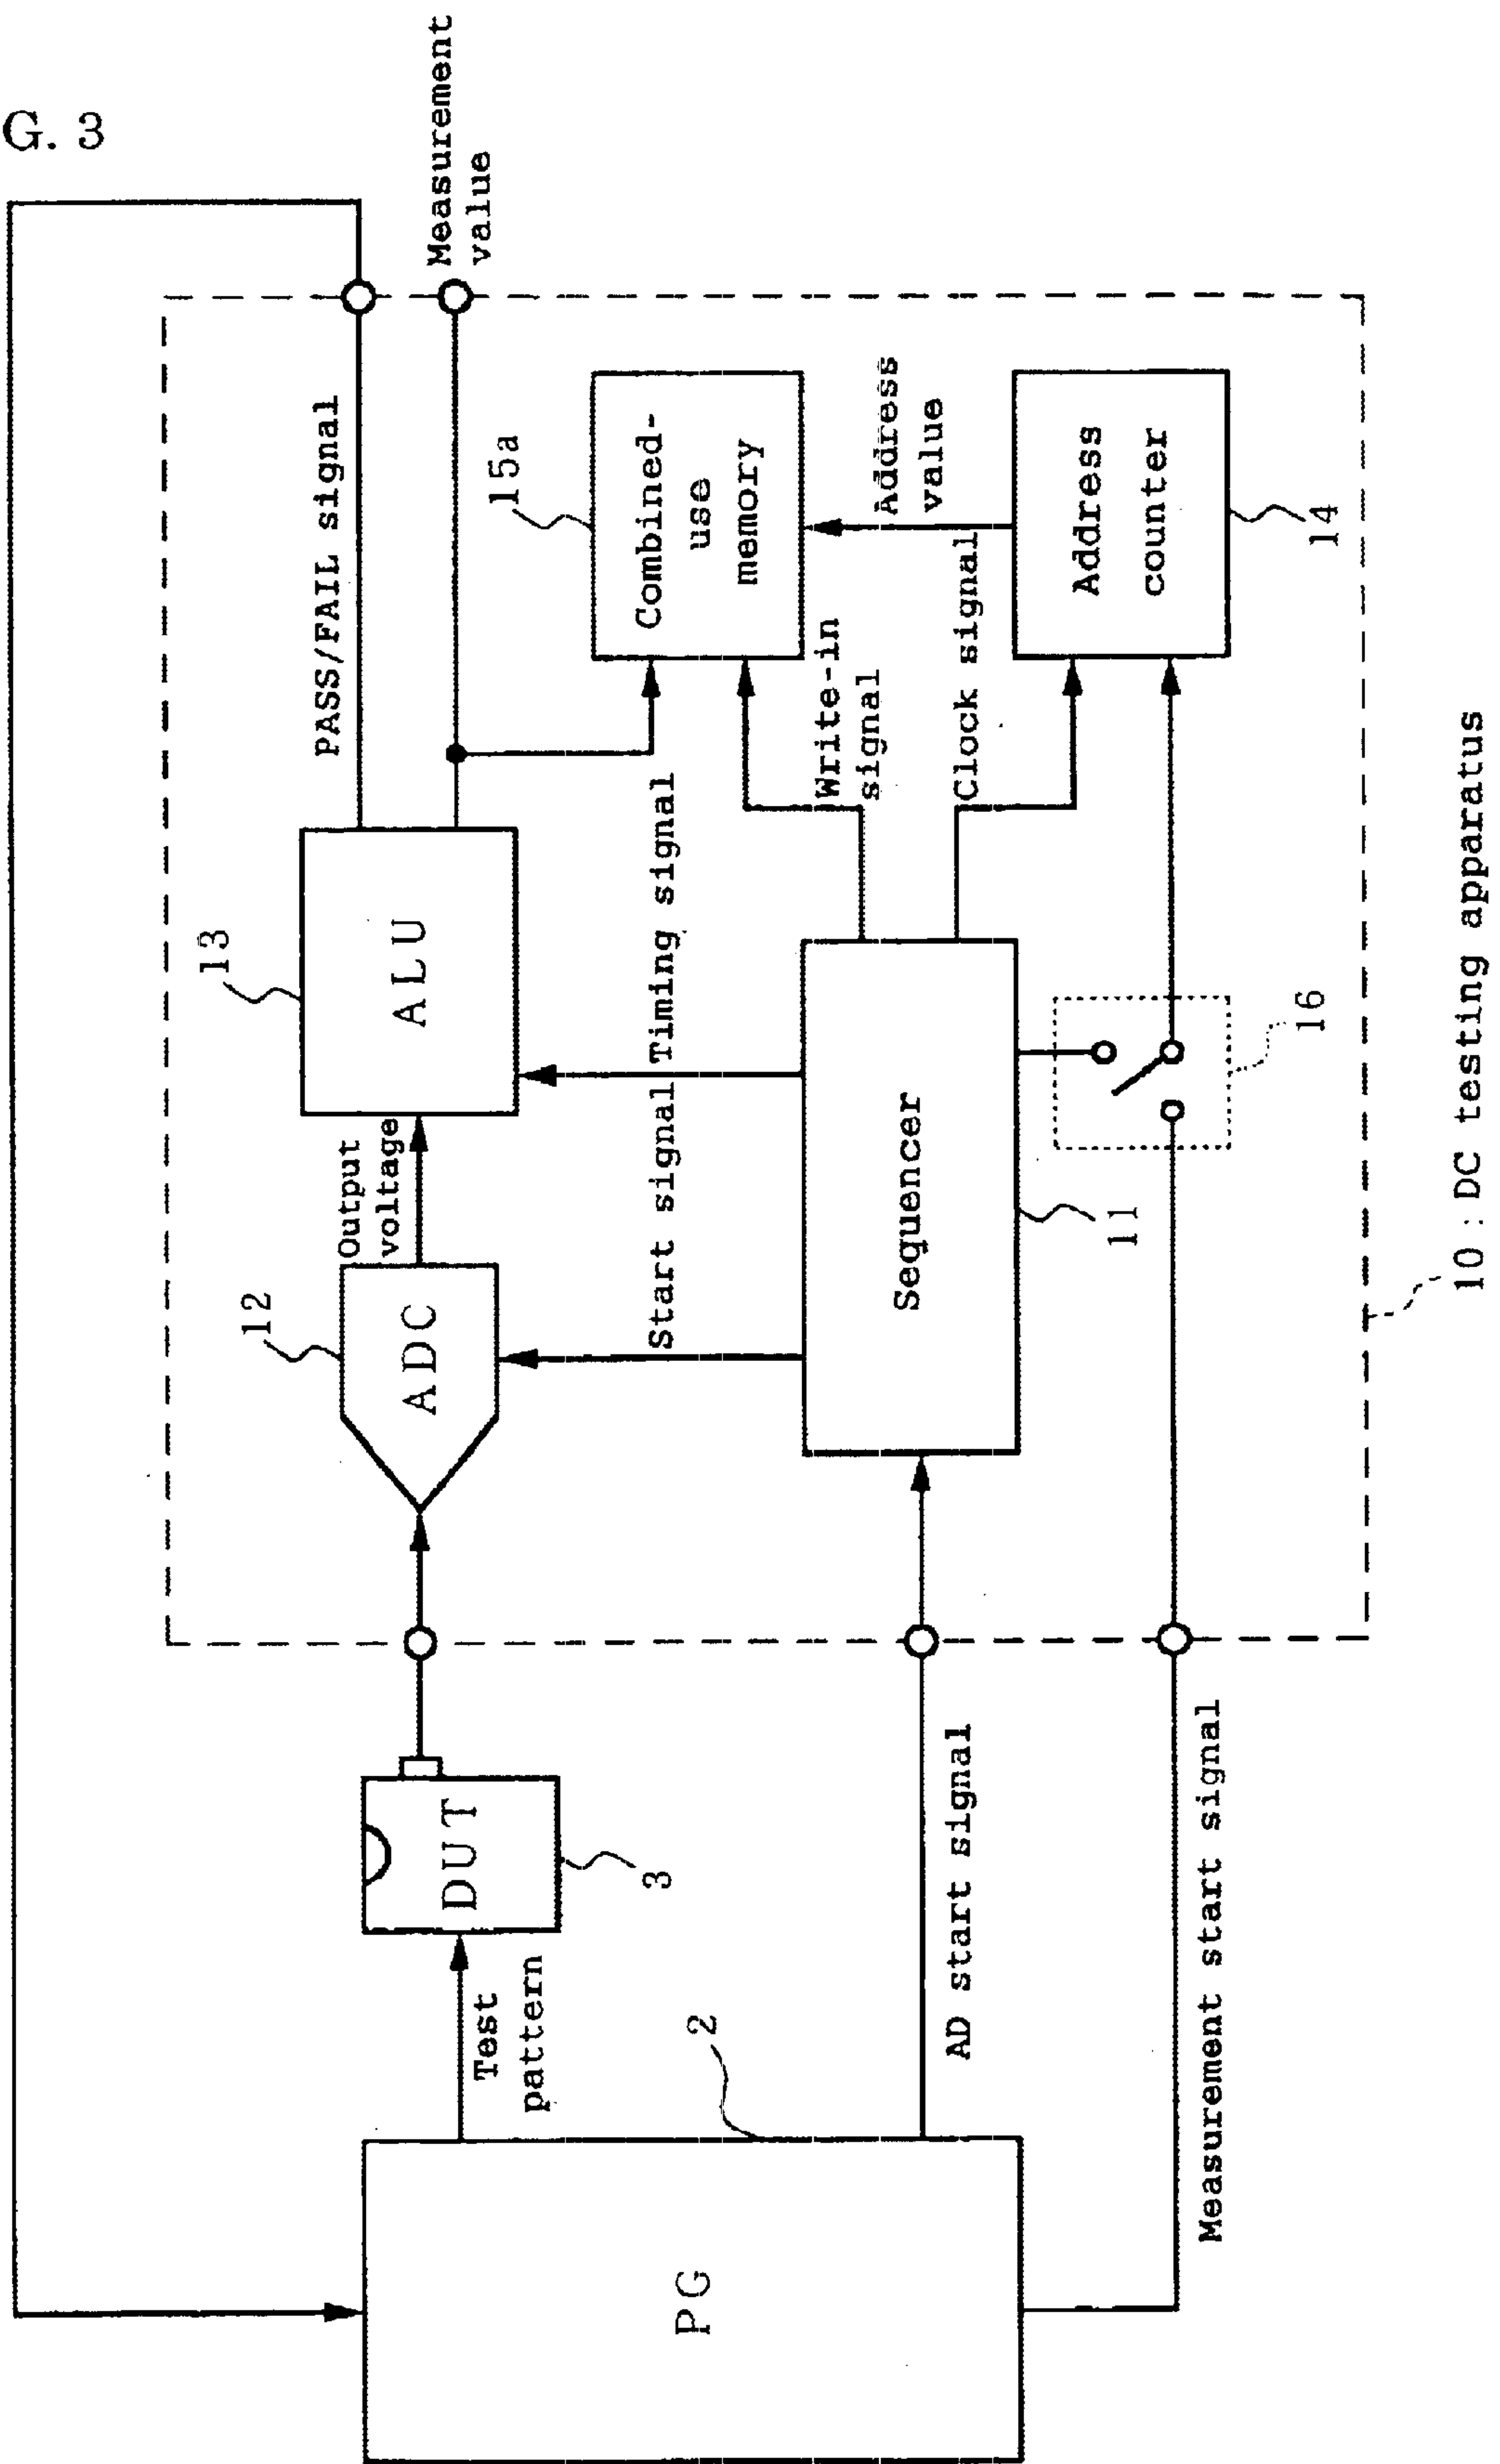 G. 3
PG
2
Test
pattern
DUT
3
AD start signal
Measurement start signal
12
ADC
Output
voltage
13
ALU
PASS/FAIL signal
Measurement
value
Start signal
Timing signal
Sequencer
11
Write-in
signal
Clock signal
15a
Combined-
use
memory
Address
value
Address
counter
14
16
10 : DC testing apparatus